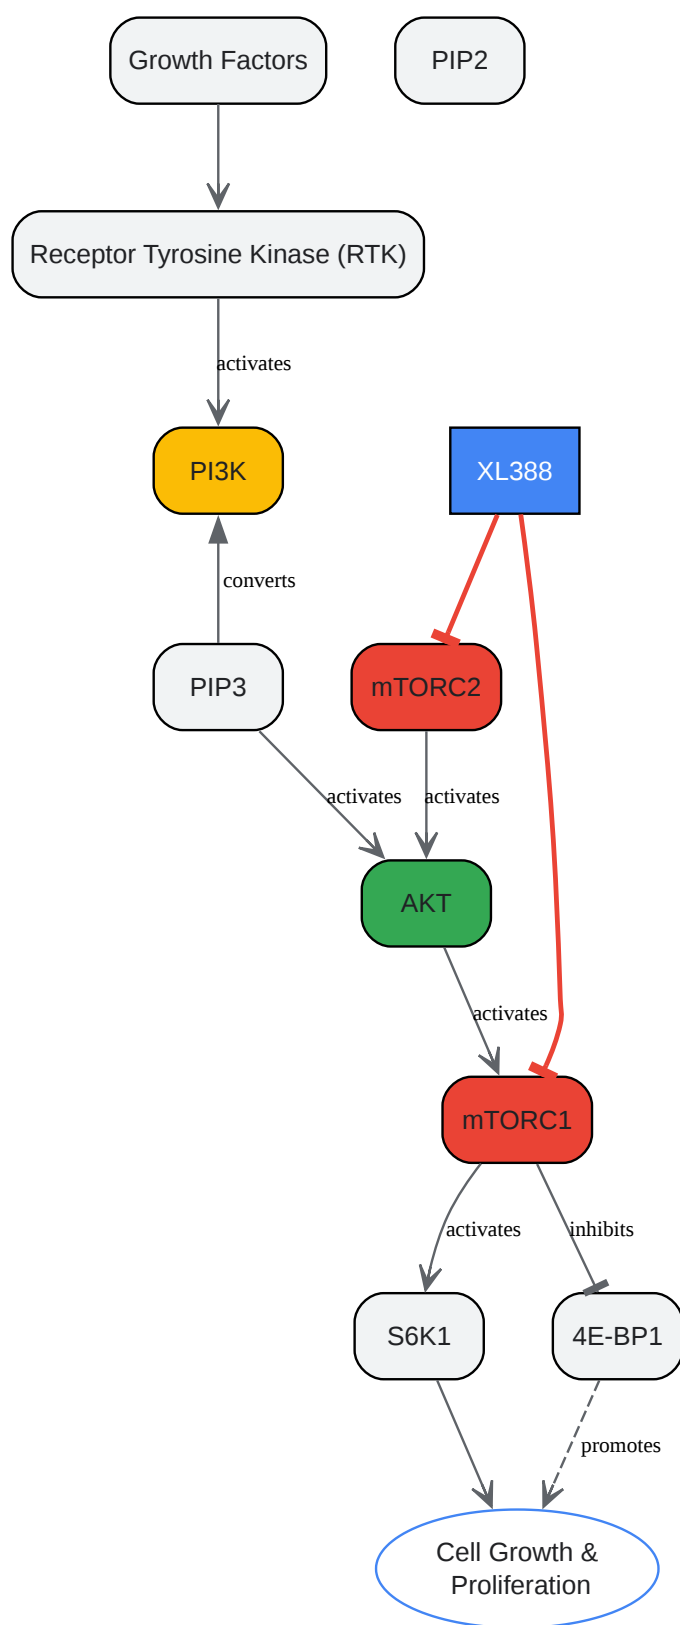 Growth Factors
PIP2
Receptor Tyrosine Kinase (RTK)
activates
PI3K
XL388
converts
PIP3
mTORC2
activates
activates
AKT
activates
mTORC1
activates
inhibits
S6K1
4E-BP1
promotes
Cell Growth &
Proliferation